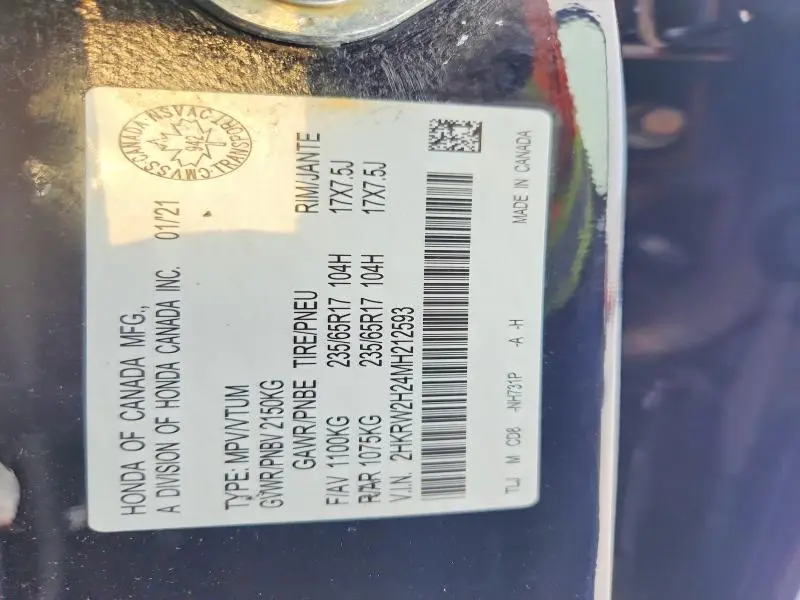 HONDA OF CANADA MFG.,
A DIVISION OF HONDA CANADA INC. 01/21
CMVSS-CANADA-NSVAC-TRANSPORT
TYPE: MPV/VTUM
GVWR/PNBV 2150KG
GAWR/PNBE TIRE/PNEU RIM/JANTE
F/AV 1100KG 235/65R17 104H 17X7.5J
R/AR 1075KG 235/65R17 104H 17X7.5J
V.I.N. 2HKRW2H24MH212593
TLJ M CD8 -NH731P -A -H
MADE IN CANADA